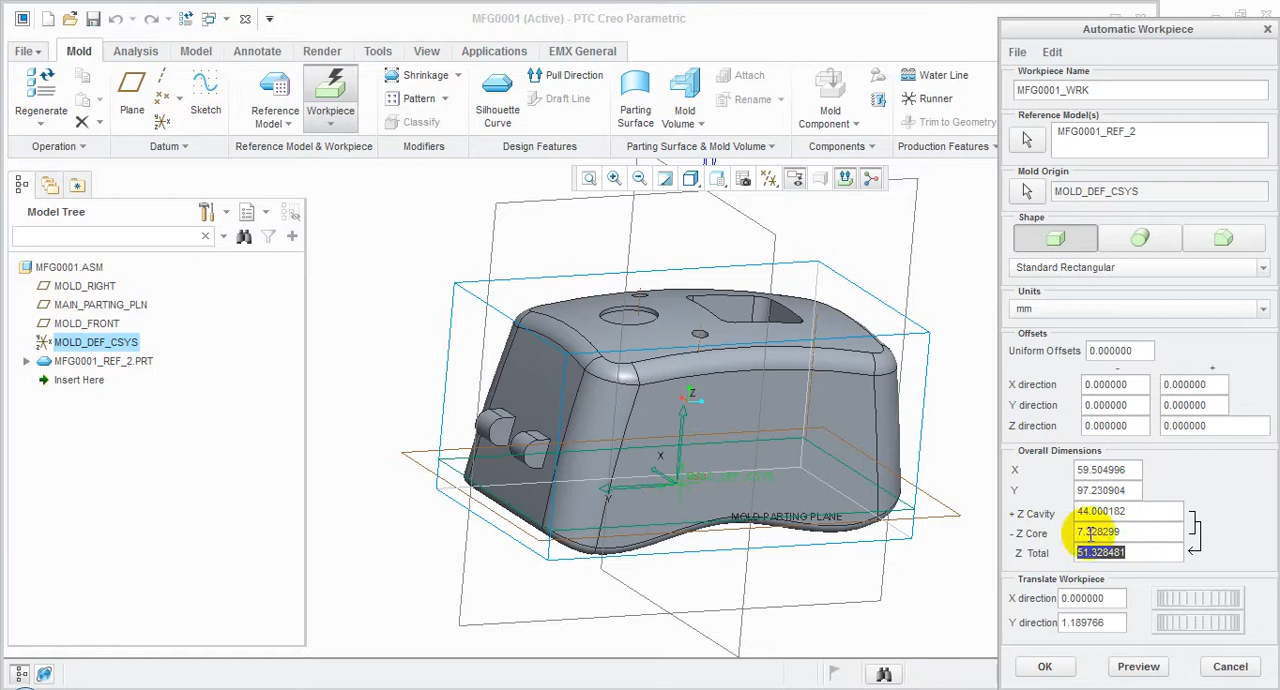 MFG0001 (Active) - PTC Creo Parametric
File
Mold
Analysis
Model
Annotate
Render
Tools
View
Applications
EMX General
Regenerate
Plane
Sketch
Reference Model
Workpiece
Shrinkage
Pattern
Classify
Silhouette Curve
Pull Direction
Draft Line
Parting Surface
Mold Volume
Attach
Rename
Mold Component
Water Line
Runner
Trim to Geometry
Operation
Datum
Reference Model & Workpiece
Modifiers
Design Features
Parting Surface & Mold Volume
Components
Production Features
Model Tree
MFG0001.ASM
MOLD_RIGHT
MAIN_PARTING_PLN
MOLD_FRONT
MOLD_DEF_CSYS
MFG0001_REF_2.PRT
Insert Here
Z
X
Y
MOLD_DEF_CSYS
MOLD PARTING PLANE
Automatic Workpiece
File Edit
Workpiece Name
MFG0001_WRK
Reference Model(s)
MFG0001_REF_2
Mold Origin
MOLD_DEF_CSYS
Shape
Standard Rectangular
Units
mm
Offsets
Uniform Offsets 0.000000
- +
X direction 0.000000 0.000000
Y direction 0.000000 0.000000
Z direction 0.000000 0.000000
Overall Dimensions
X 59.504996
Y 97.230904
+ Z Cavity 44.000182
- Z Core 7.328299
Z Total 51.328481
Translate Workpiece
X direction 0.000000
Y direction 1.189766
OK Preview Cancel